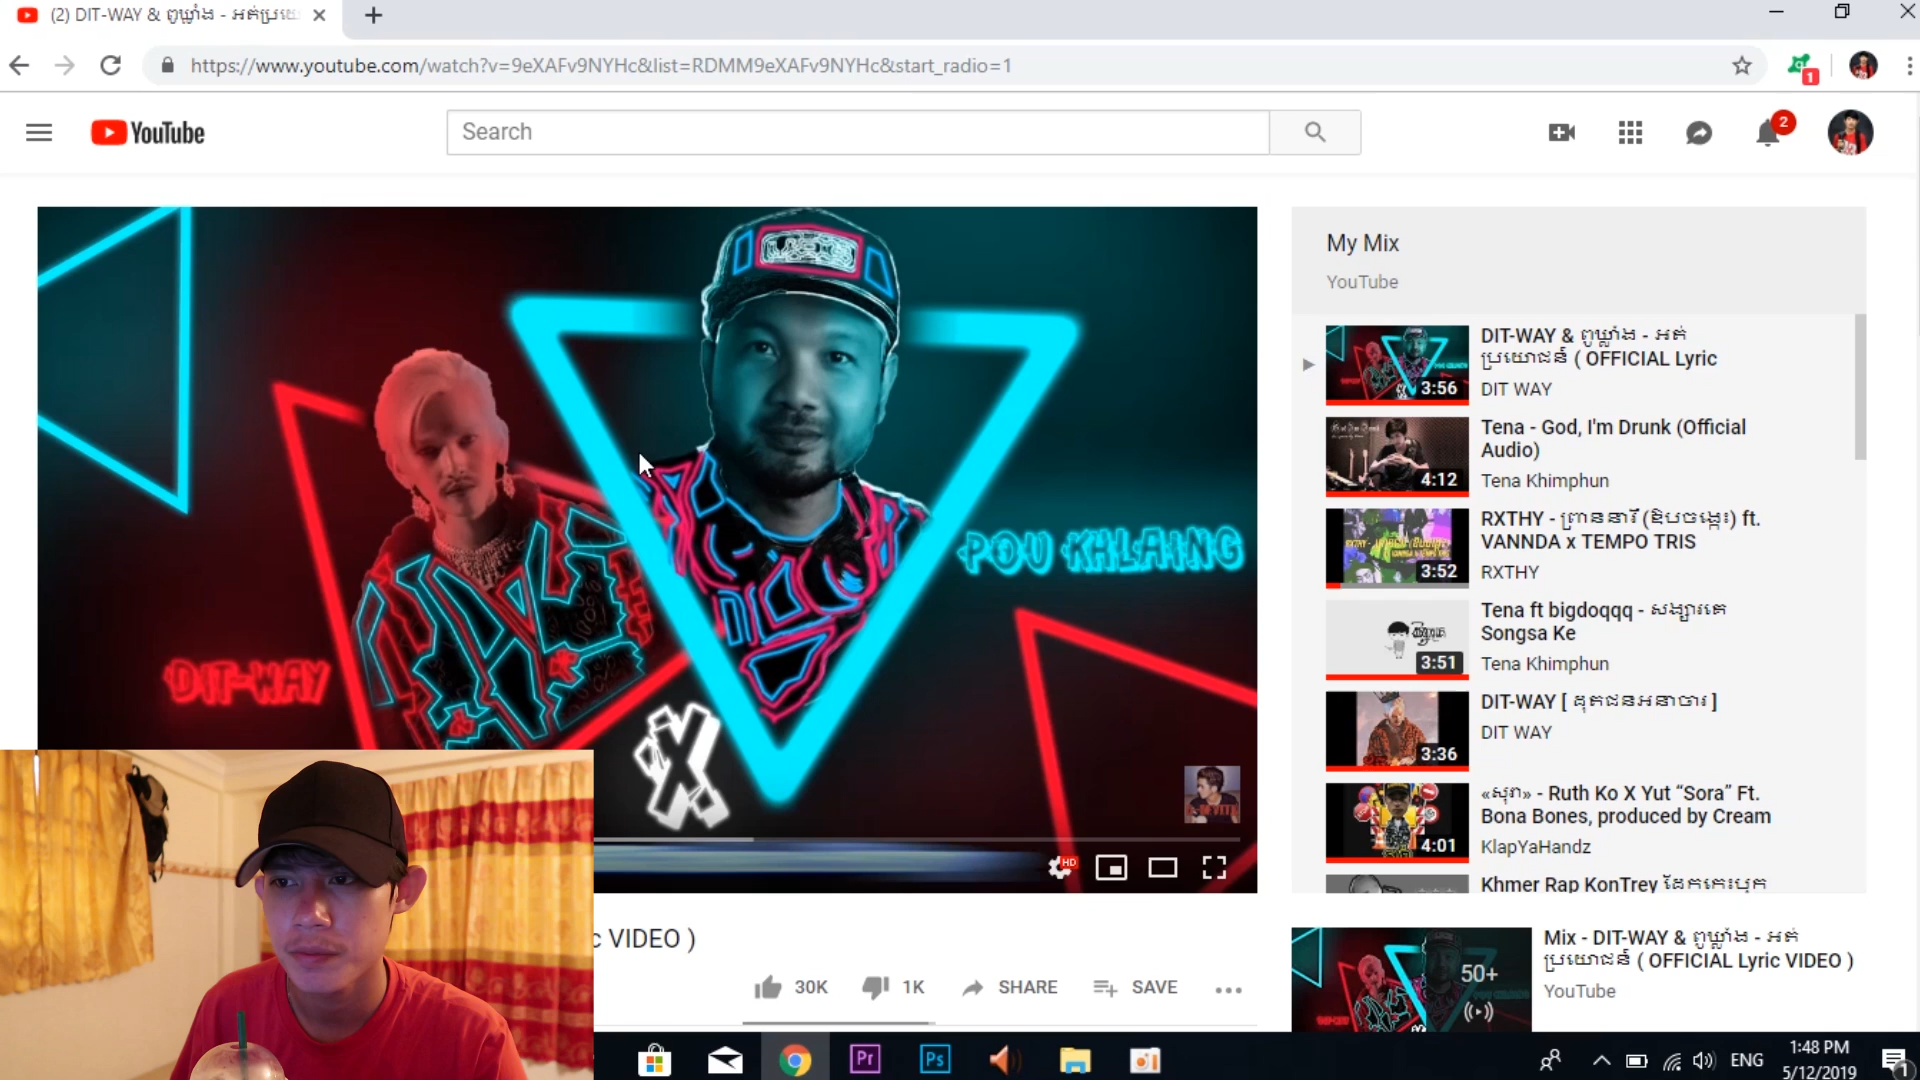 (2) DIT-WAY & ពូឃ្លាំង - អត់ប្រយោ
https://www.youtube.com/watch?v=9eXAFv9NYHc&list=RDMM9eXAFv9NYHc&start_radio=1
1
YouTube
Search
2
POU KHLAING
DIT-WAY
X
HD
c VIDEO )
30K
1K
SHARE
SAVE
My Mix
YouTube
DIT-WAY & ពូឃ្លាំង - អត់
ប្រយោជន៍ ( OFFICIAL Lyric
DIT WAY
3:56
Tena - God, I'm Drunk (Official
Audio)
Tena Khimphun
4:12
RXTHY - ព្រាននារី (ឱបចង្កេះ) ft.
VANNDA x TEMPO TRIS
RXTHY
3:52
Tena ft bigdoqqq - សង្សារគេ
Songsa Ke
Tena Khimphun
3:51
DIT-WAY [ គុតជនអនាចារ ]
DIT WAY
3:36
«សុរា» - Ruth Ko X Yut “Sora” Ft.
Bona Bones, produced by Cream
KlapYaHandz
4:01
Khmer Rap KonTrey
Mix - DIT-WAY & ពូឃ្លាំង - អត់
ប្រយោជន៍ ( OFFICIAL Lyric VIDEO )
YouTube
50+
Pr
Ps
ENG
1:48 PM
5/12/2019
1